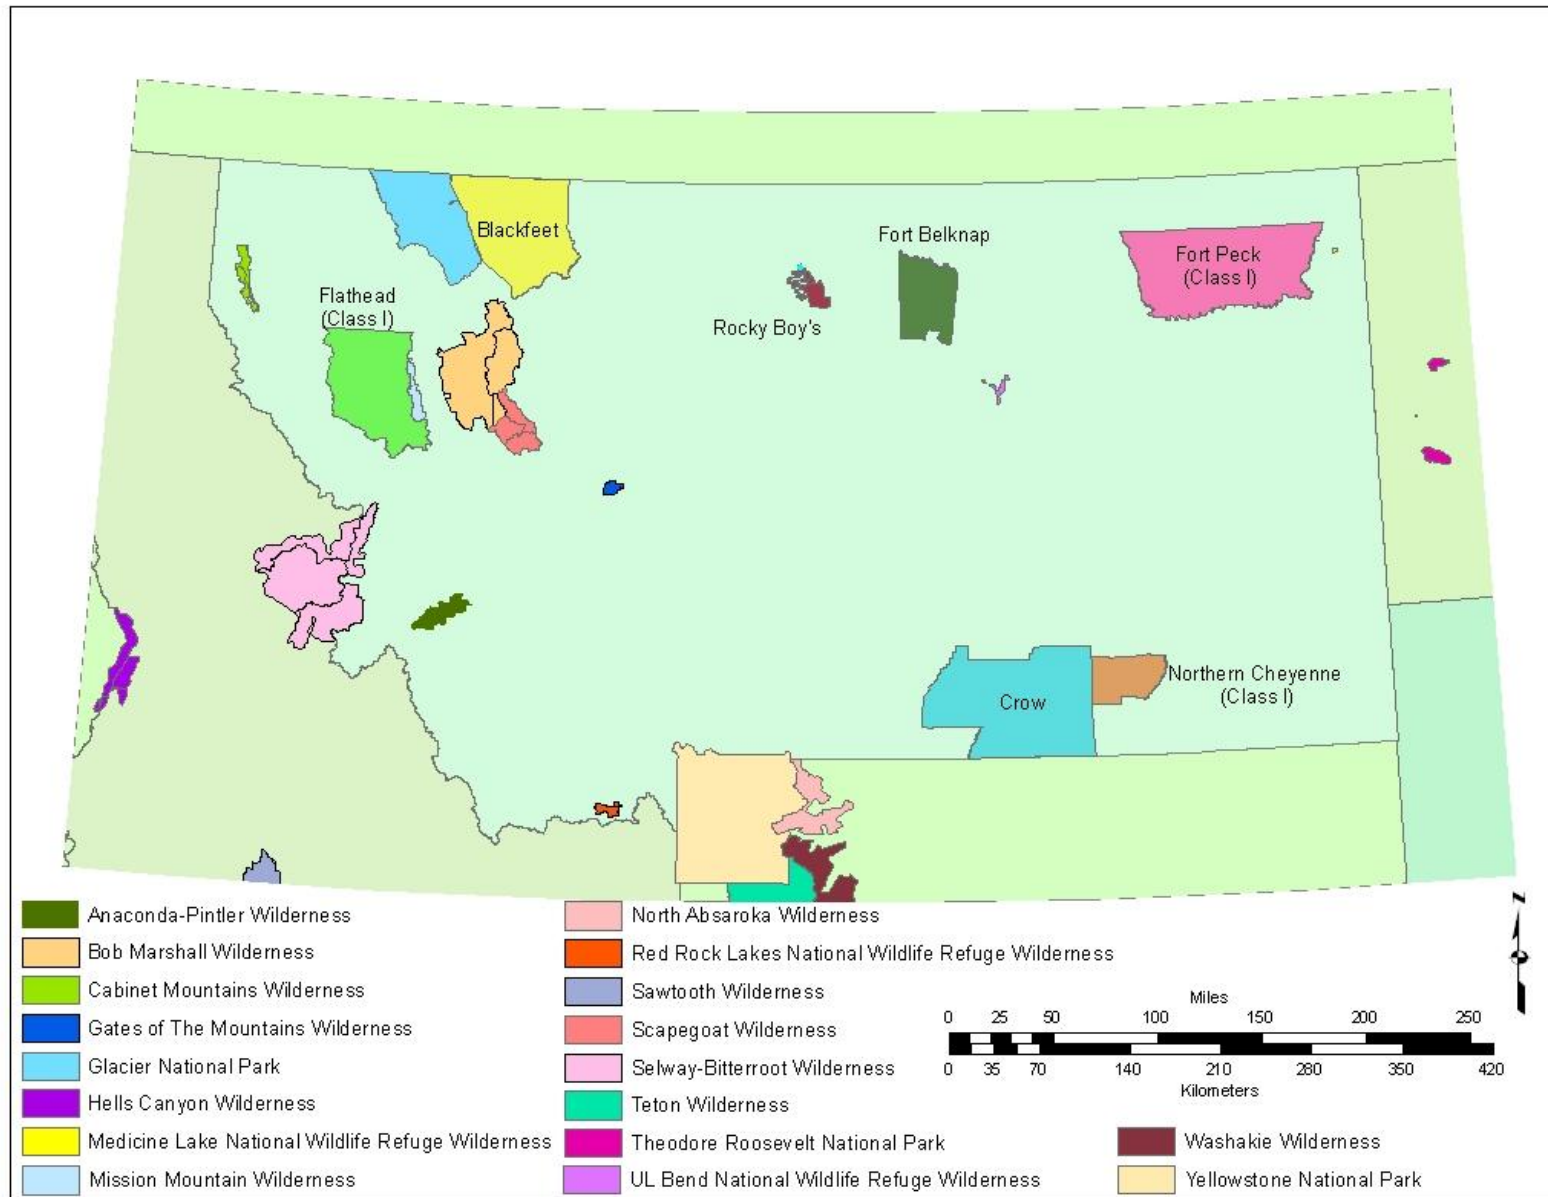 Blackfeet
Fort Belknap
Fort Peck
(Class I)
Flathead
(Class I)
Rocky Boy's
Northern Cheyenne
(Class I)
Crow
Anaconda-Pintler Wilderness
Bob Marshall Wilderness
Cabinet Mountains Wilderness
Gates of The Mountains Wilderness
Glacier National Park
Hells Canyon Wilderness
Medicine Lake National Wildlife Refuge Wilderness
Mission Mountain Wilderness
North Absaroka Wilderness
Red Rock Lakes National Wildlife Refuge Wilderness
Sawtooth Wilderness
Scapegoat Wilderness
Selway-Bitterroot Wilderness
Teton Wilderness
Theodore Roosevelt National Park
UL Bend National Wildlife Refuge Wilderness
Washakie Wilderness
Yellowstone National Park
N
Miles
0 25 50 100 150 200 250
0 35 70 140 210 280 350 420
Kilometers